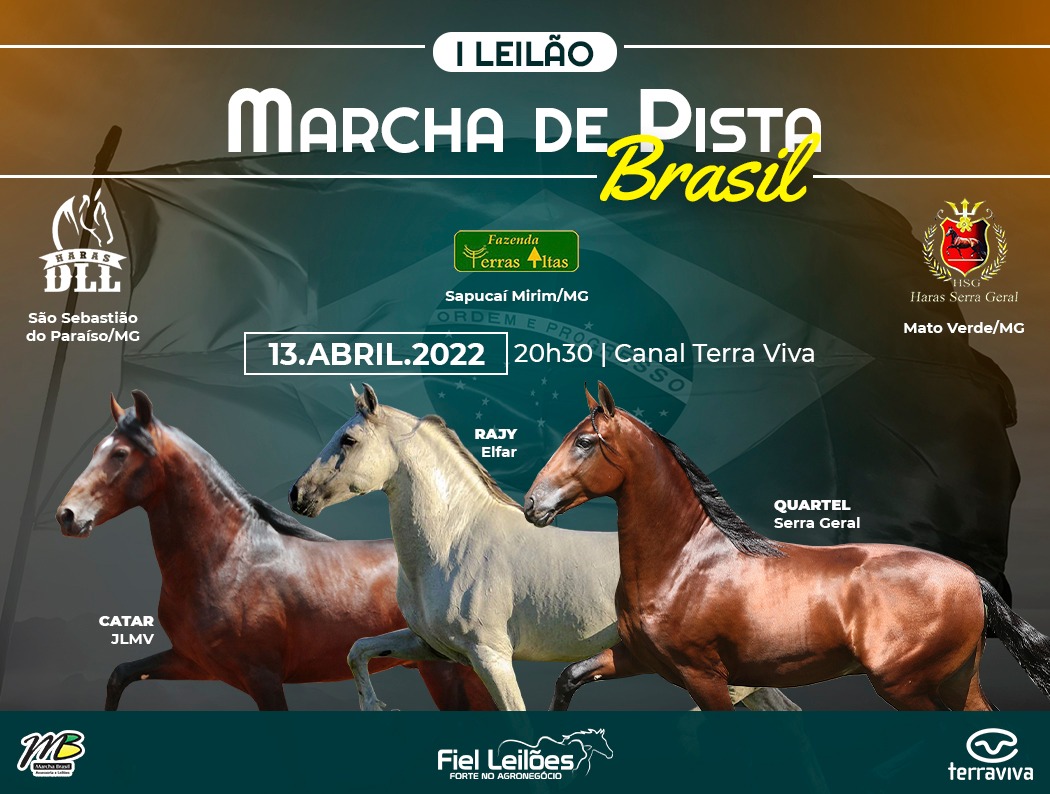 I LEILÃO
MARCHA DE PISTA
Brasil
HARAS
DLL
São Sebastião
do Paraíso/MG
Fazenda
Terras Altas
Sapucaí Mirim/MG
HSG
Haras Serra Geral
Mato Verde/MG
ORDEM E PROGRESSO
13.ABRIL.2022 20h30 | Canal Terra Viva
RAJY
Elfar
QUARTEL
Serra Geral
CATAR
JLMV
MB
Marcha Brasil
Assessoria e Leilões
Fiel Leilões
FORTE NO AGRONEGÓCIO
terraviva